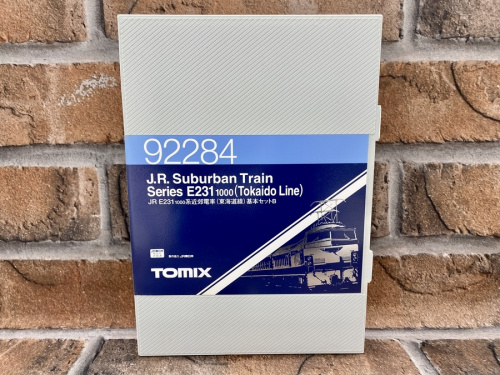 92284
J.R. Suburban Train
Series E231 1000 (Tokaido Line)
JR E231 1000系近郊電車(東海道線)基本セットB
TOMIX